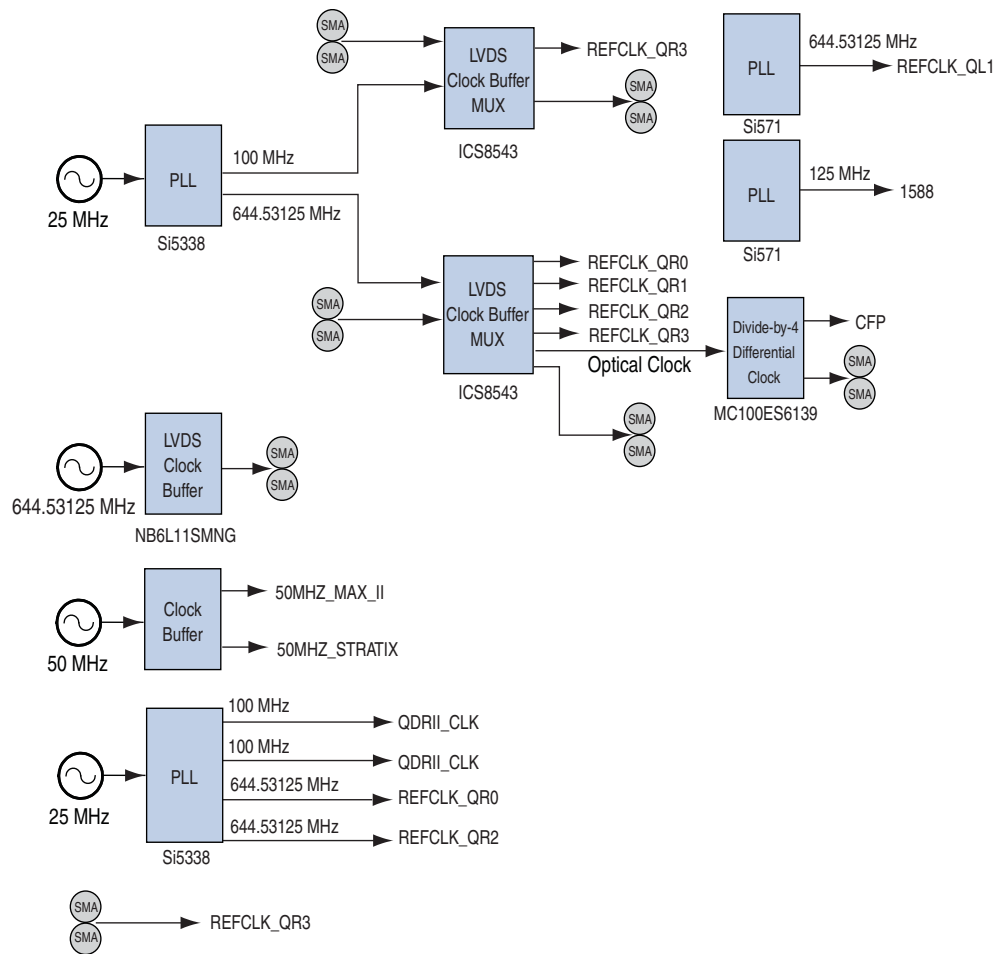 SMA
SMA
LVDS
Clock Buffer
MUX
ICS8543
REFCLK_QR3
SMA
SMA
PLL
Si571
644.53125 MHz
REFCLK_QL1
25 MHz
PLL
Si5338
100 MHz
644.53125 MHz
PLL
Si571
125 MHz
1588
SMA
SMA
LVDS
Clock Buffer
MUX
ICS8543
REFCLK_QR0
REFCLK_QR1
REFCLK_QR2
REFCLK_QR3
Optical Clock
SMA
SMA
Divide-by-4
Differential
Clock
MC100ES6139
CFP
SMA
SMA
644.53125 MHz
LVDS
Clock
Buffer
NB6L11SMNG
SMA
SMA
50 MHz
Clock
Buffer
50MHZ_MAX_II
50MHZ_STRATIX
25 MHz
PLL
Si5338
100 MHz
QDRII_CLK
100 MHz
QDRII_CLK
644.53125 MHz
REFCLK_QR0
644.53125 MHz
REFCLK_QR2
SMA
SMA
REFCLK_QR3